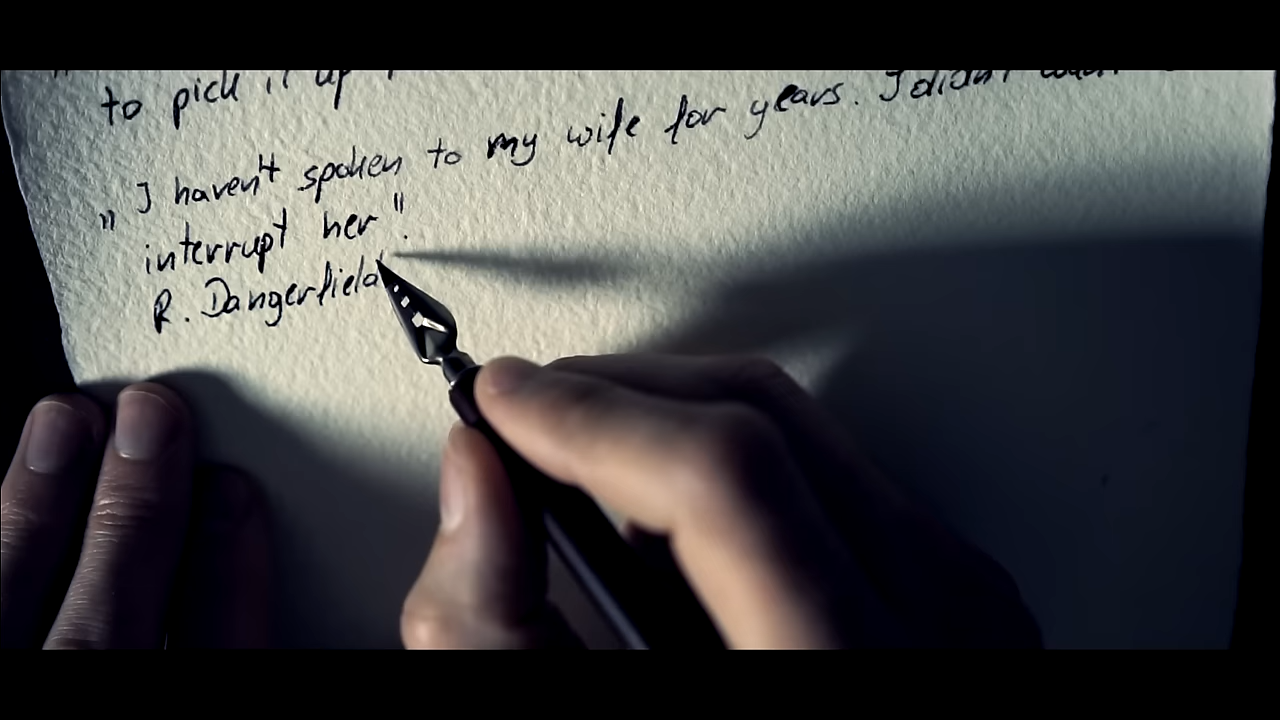 to pick it up
„I haven't spoken to my wife for years. I didn't want to
interrupt her".
R. Dangerfield